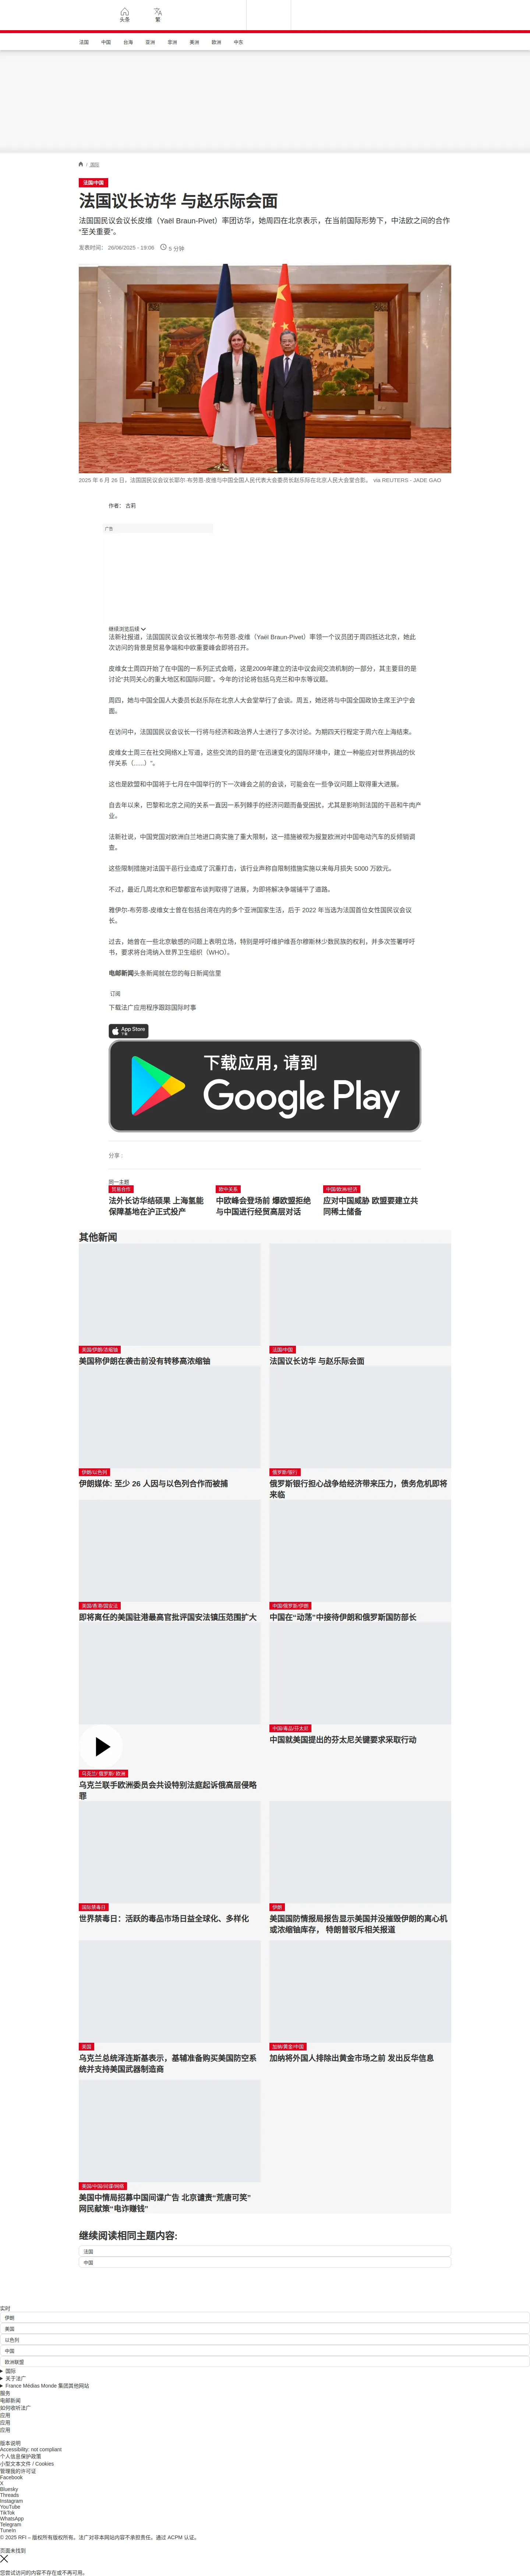 头条
繁
法国
中国
台海
亚洲
非洲
美洲
欧洲
中东
/ 国际
法国/中国
法国议长访华 与赵乐际会面
法国国民议会议长皮维（Yaël Braun-Pivet）率团访华，她周四在北京表示，在当前国际形势下，中法欧之间的合作
“至关重要”。
发表时间： 26/06/2025 - 19:06
5 分钟
2025 年 6 月 26 日，法国国民议会议长耶尔·布劳恩-皮维与中国全国人民代表大会委员长赵乐际在北京人民大会堂合影。 via REUTERS - JADE GAO
作者： 古莉
广告
继续浏览后续
法新社报道，法国国民议会议长雅埃尔-布劳恩-皮维（Yaël Braun-Pivet）率领一个议员团于周四抵达北京，她此
次访问的背景是贸易争端和中欧重要峰会即将召开。
皮维女士周四开始了在中国的一系列正式会晤，这是2009年建立的法中议会间交流机制的一部分，其主要目的是
讨论“共同关心的重大地区和国际问题”。今年的讨论将包括乌克兰和中东等议题。
周四，她与中国全国人大委员长赵乐际在北京人大会堂举行了会谈。周五，她还将与中国全国政协主席王沪宁会
面。
在访问中，法国国民议会议长一行将与经济和政治界人士进行了多次讨论。为期四天行程定于周六在上海结束。
皮维女士周三在社交网络X上写道，这些交流的目的是“在迅速变化的国际环境中，建立一种能应对世界挑战的伙
伴关系（......）”。
这也是欧盟和中国将于七月在中国举行的下一次峰会之前的会谈，可能会在一些争议问题上取得重大进展。
自去年以来，巴黎和北京之间的关系一直因一系列棘手的经济问题而备受困扰，尤其是影响到法国的干邑和牛肉产
业。
法新社说，中国党国对欧洲白兰地进口商实施了重大限制，这一措施被视为报复欧洲对中国电动汽车的反倾销调
查。
这些限制措施对法国干邑行业造成了沉重打击，该行业声称自限制措施实施以来每月损失 5000 万欧元。
不过，最近几周北京和巴黎都宣布谈判取得了进展，为即将解决争端铺平了道路。
雅伊尔-布劳恩-皮维女士曾在包括台湾在内的多个亚洲国家生活，后于 2022 年当选为法国首位女性国民议会议
长。
过去，她曾在一些北京敏感的问题上表明立场，特别是呼吁维护维吾尔穆斯林少数民族的权利，并多次签署呼吁
书，要求将台湾纳入世界卫生组织（WHO）。
电邮新闻头条新闻就在您的每日新闻信里
订阅
下载法广应用程序跟踪国际时事
App Store
下载应用，请到
Google Play
分享 :
同一主题
贸易合作
法外长访华结硕果 上海氢能
保障基地在沪正式投产
欧中关系
中欧峰会登场前 爆欧盟拒绝
与中国进行经贸高层对话
中国/欧洲/经济
应对中国威胁 欧盟要建立共
同稀土储备
其他新闻
美国/伊朗/浓缩铀
美国称伊朗在袭击前没有转移高浓缩铀
法国/中国
法国议长访华 与赵乐际会面
伊朗/以色列
伊朗媒体: 至少 26 人因与以色列合作而被捕
俄罗斯/银行
俄罗斯银行担心战争给经济带来压力，债务危机即将
来临
美国/香港/国安法
即将离任的美国驻港最高官批评国安法镇压范围扩大
中国/俄罗斯/伊朗
中国在“动荡”中接待伊朗和俄罗斯国防部长
乌克兰/ 俄罗斯/ 欧洲
乌克兰联手欧洲委员会共设特别法庭起诉俄高层侵略
罪
中国/毒品/芬太尼
中国就美国提出的芬太尼关键要求采取行动
国际禁毒日
世界禁毒日：活跃的毒品市场日益全球化、多样化
伊朗
美国国防情报局报告显示美国并没摧毁伊朗的离心机
或浓缩铀库存， 特朗普驳斥相关报道
美国
乌克兰总统泽连斯基表示，基辅准备购买美国防空系
统并支持美国武器制造商
加纳/黄金/中国
加纳将外国人排除出黄金市场之前 发出反华信息
美国/中国/间谍/网络
美国中情局招募中国间谍广告 北京谴责“荒唐可笑”
网民献策“电诈赚钱”
继续阅读相同主题内容:
法国
中国
实时
伊朗
美国
以色列
中国
欧洲联盟
国际
关于法广
France Médias Monde 集团其他网站
服务
电邮新闻
如何收听法广
应用
应用
应用
版本说明
Accessibility: not compliant
个人信息保护政策
小型文本文件 / Cookies
管理我的许可证
Facebook
X
Bluesky
Threads
Instagram
YouTube
TikTok
WhatsApp
Telegram
TuneIn
© 2025 RFI – 版权所有版权所有。法广对非本网站内容不承担责任。通过 ACPM 认证。
页面未找到
您尝试访问的内容不存在或不再可用。